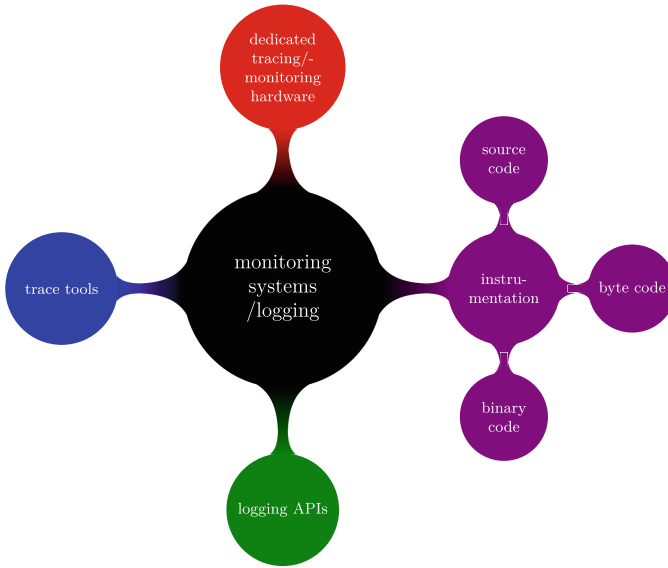 dedicated
tracing/-
monitoring
hardware
source
code
monitoring
systems
/logging
trace tools
instru-
mentation
byte code
binary
code
logging APIs